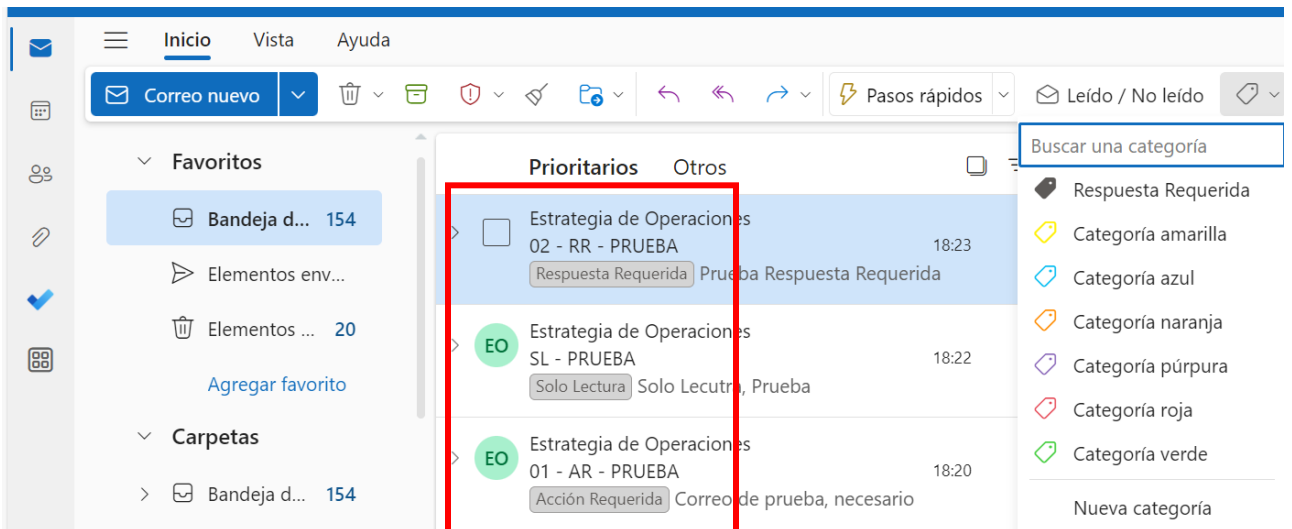 Inicio Vista Ayuda
Correo nuevo Pasos rápidos Leído / No leído
Favoritos
Bandeja d... 154
Elementos env...
Elementos ... 20
Agregar favorito
Carpetas
Bandeja d... 154
Prioritarios Otros
Estrategia de Operaciones
02 - RR - PRUEBA 18:23
Respuesta Requerida Prueba Respuesta Requerida
EO
Estrategia de Operaciones
SL - PRUEBA 18:22
Solo Lectura Solo Lecutra, Prueba
EO
Estrategia de Operaciones
01 - AR - PRUEBA 18:20
Acción Requerida Correo de prueba, necesario
Buscar una categoría
Respuesta Requerida
Categoría amarilla
Categoría azul
Categoría naranja
Categoría púrpura
Categoría roja
Categoría verde
Nueva categoría